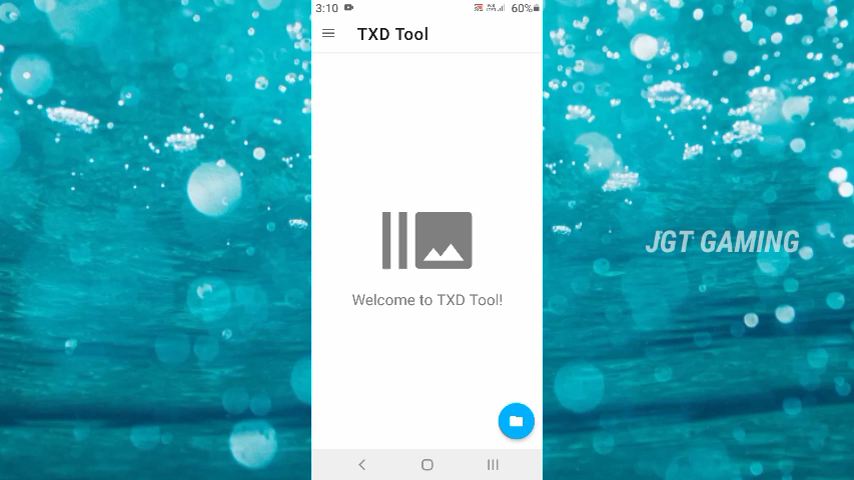 3:10
60%
TXD Tool
JGT GAMING
Welcome to TXD Tool!